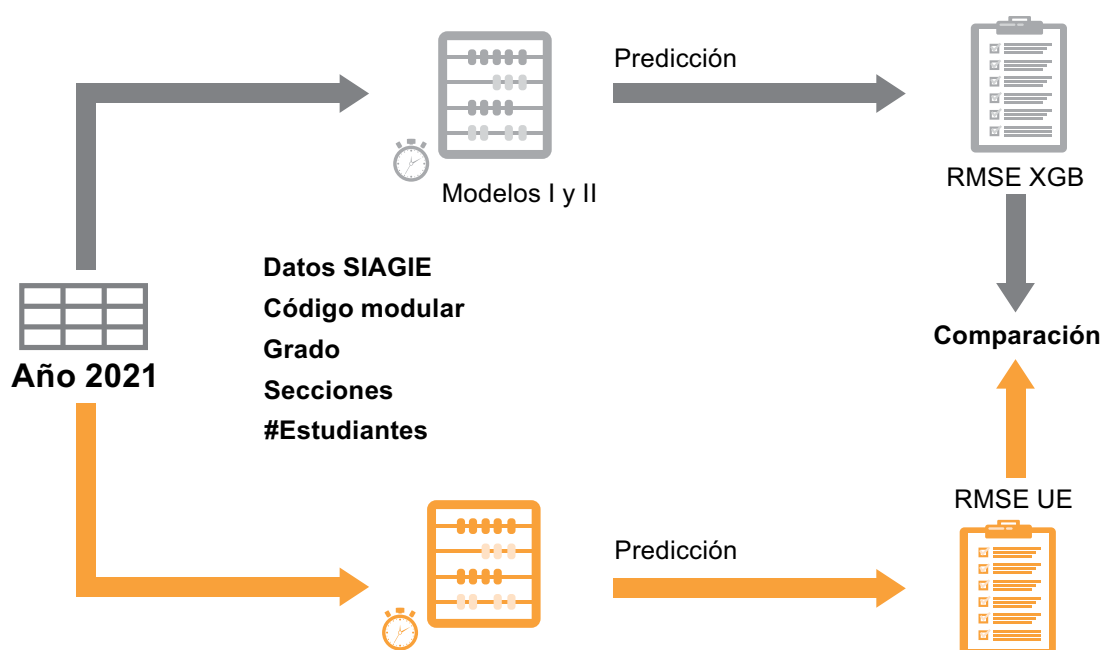 Predicción
RMSE XGB
Modelos I y II
Datos SIAGIE
Código modular
Grado
Secciones
#Estudiantes
Año 2021
Comparación
RMSE UE
Predicción